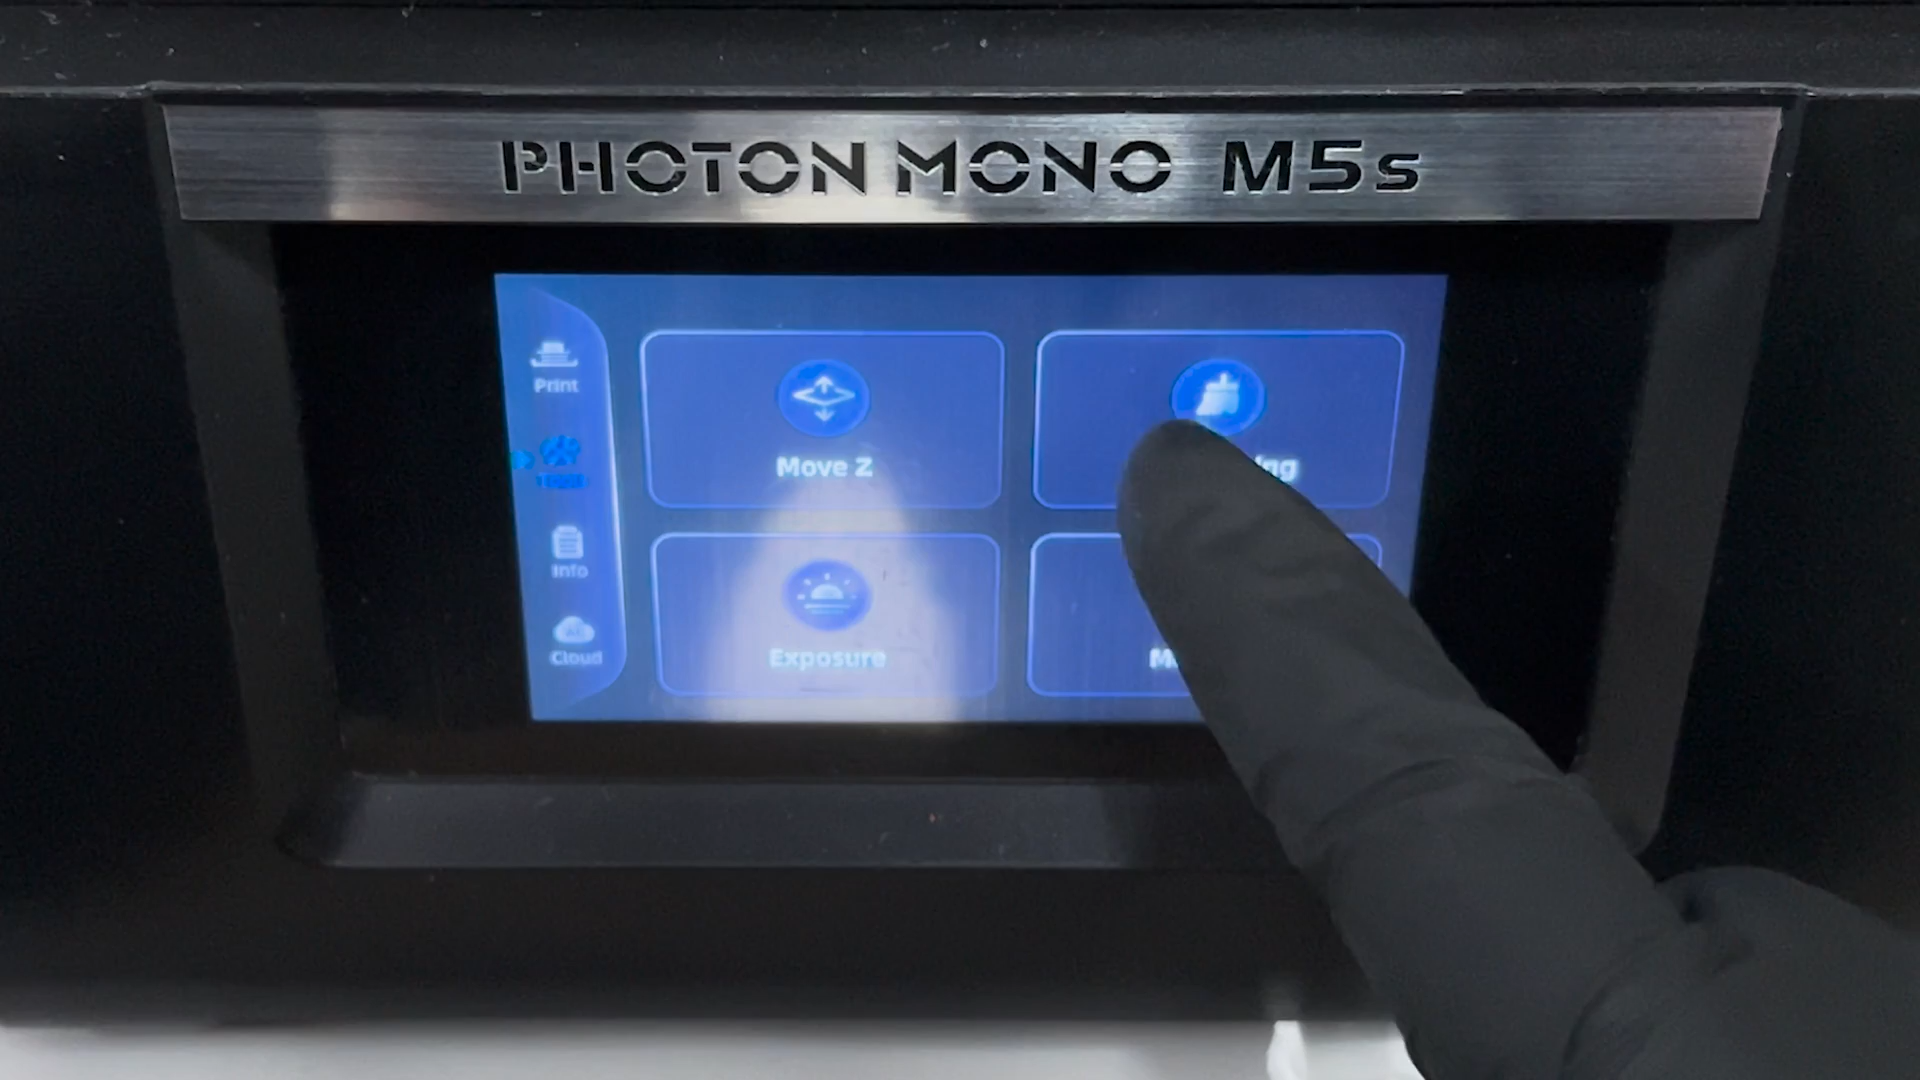 PHOTON MONO M5s
Print
Move Z
Info
Exposure
Cloud